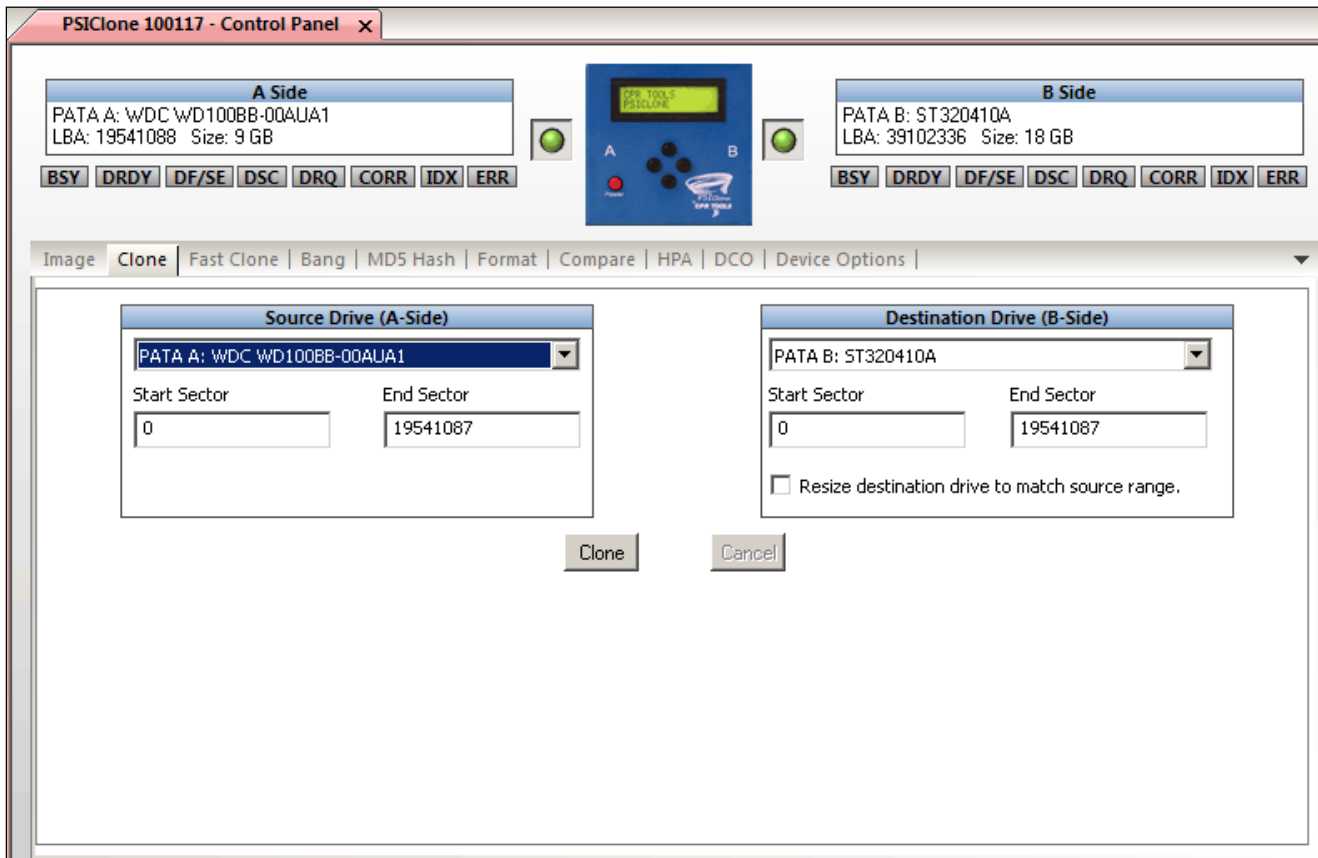 PSIClone 100117 - Control Panel x
A Side
PATA A: WDC WD100BB-00AUA1
LBA: 19541088 Size: 9 GB
BSY DRDY DF/SE DSC DRQ CORR IDX ERR
CPR TOOLS
PSICLONE
A
B
Power
PSIClone
CPR TOOLS
B Side
PATA B: ST320410A
LBA: 39102336 Size: 18 GB
BSY DRDY DF/SE DSC DRQ CORR IDX ERR
Image Clone Fast Clone | Bang | MD5 Hash | Format | Compare | HPA | DCO | Device Options |
Source Drive (A-Side)
PATA A: WDC WD100BB-00AUA1
Start Sector End Sector
0 19541087
Destination Drive (B-Side)
PATA B: ST320410A
Start Sector End Sector
0 19541087
Resize destination drive to match source range.
Clone Cancel